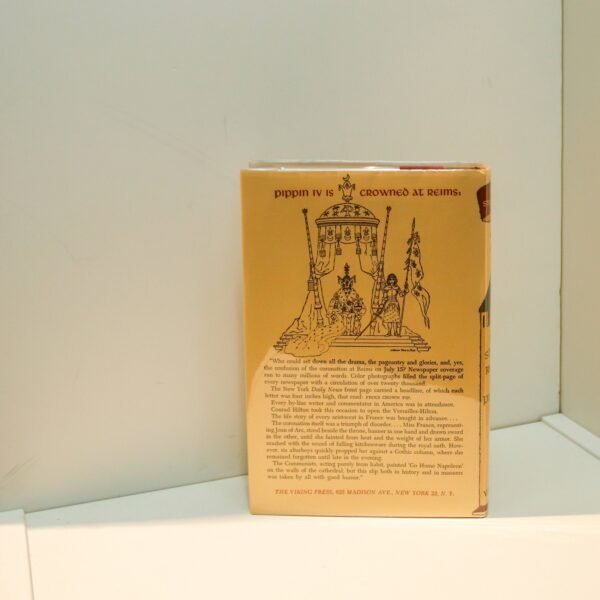 PIPPIN IV IS CROWNED AT REIMS:
"Who could set down all the drama, the pageantry and glories, and, yes,
the confusion of the coronation at Reims on July 15? Newspaper coverage
ran to many millions of words. Color photographs filled the split-page of
every newspaper with a circulation of over twenty thousand.
The New York Daily News front page carried a headline, of which each
letter was four inches high, that read: FROGS CROWN PIP.
Every by-line writer and commentator in America was in attendance.
Conrad Hilton took this occasion to open the Versailles-Hilton.
The life story of every aristocrat in France was bought in advance....
The coronation itself was a triumph of disorder.... Miss France, represent-
ing Joan of Arc, stood beside the throne, banner in one hand and drawn sword
in the other, until she fainted from heat and the weight of her armor. She
crashed with the sound of falling kitchenware during the royal oath. How-
ever, six altarboys quickly propped her against a Gothic column, where she
remained forgotten until late in the evening.
The Communists, acting purely from habit, painted 'Go Home Napoleon'
on the walls of the cathedral, but this slip both in history and in manners
was taken by all with good humor."
THE VIKING PRESS, 625 MADISON AVE., NEW YORK 22, N. Y.